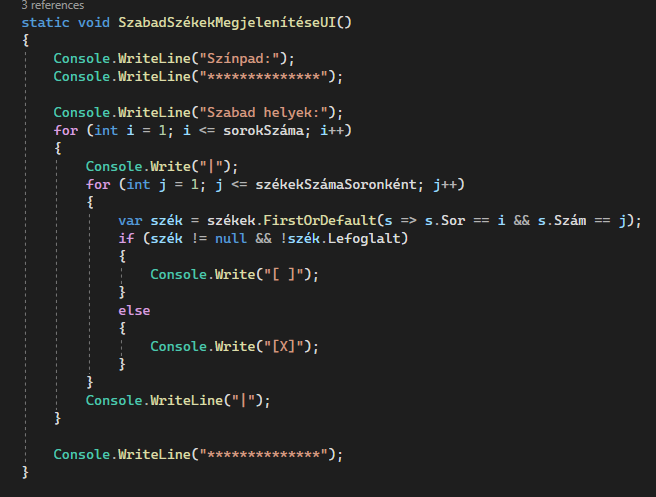 3 references
static void SzabadSzékekMegjelenítéseUI()
{
    Console.WriteLine("Színpad:");
    Console.WriteLine("**************");

    Console.WriteLine("Szabad helyek:");
    for (int i = 1; i <= sorokSzáma; i++)
    {
        Console.Write("|");
        for (int j = 1; j <= székekSzámaSoronként; j++)
        {
            var szék = székek.FirstOrDefault(s => s.Sor == i && s.Szám == j);
            if (szék != null && !szék.Lefoglalt)
            {
                Console.Write("[ ]");
            }
            else
            {
                Console.Write("[X]");
            }
        }
        Console.WriteLine("|");
    }

    Console.WriteLine("**************");
}